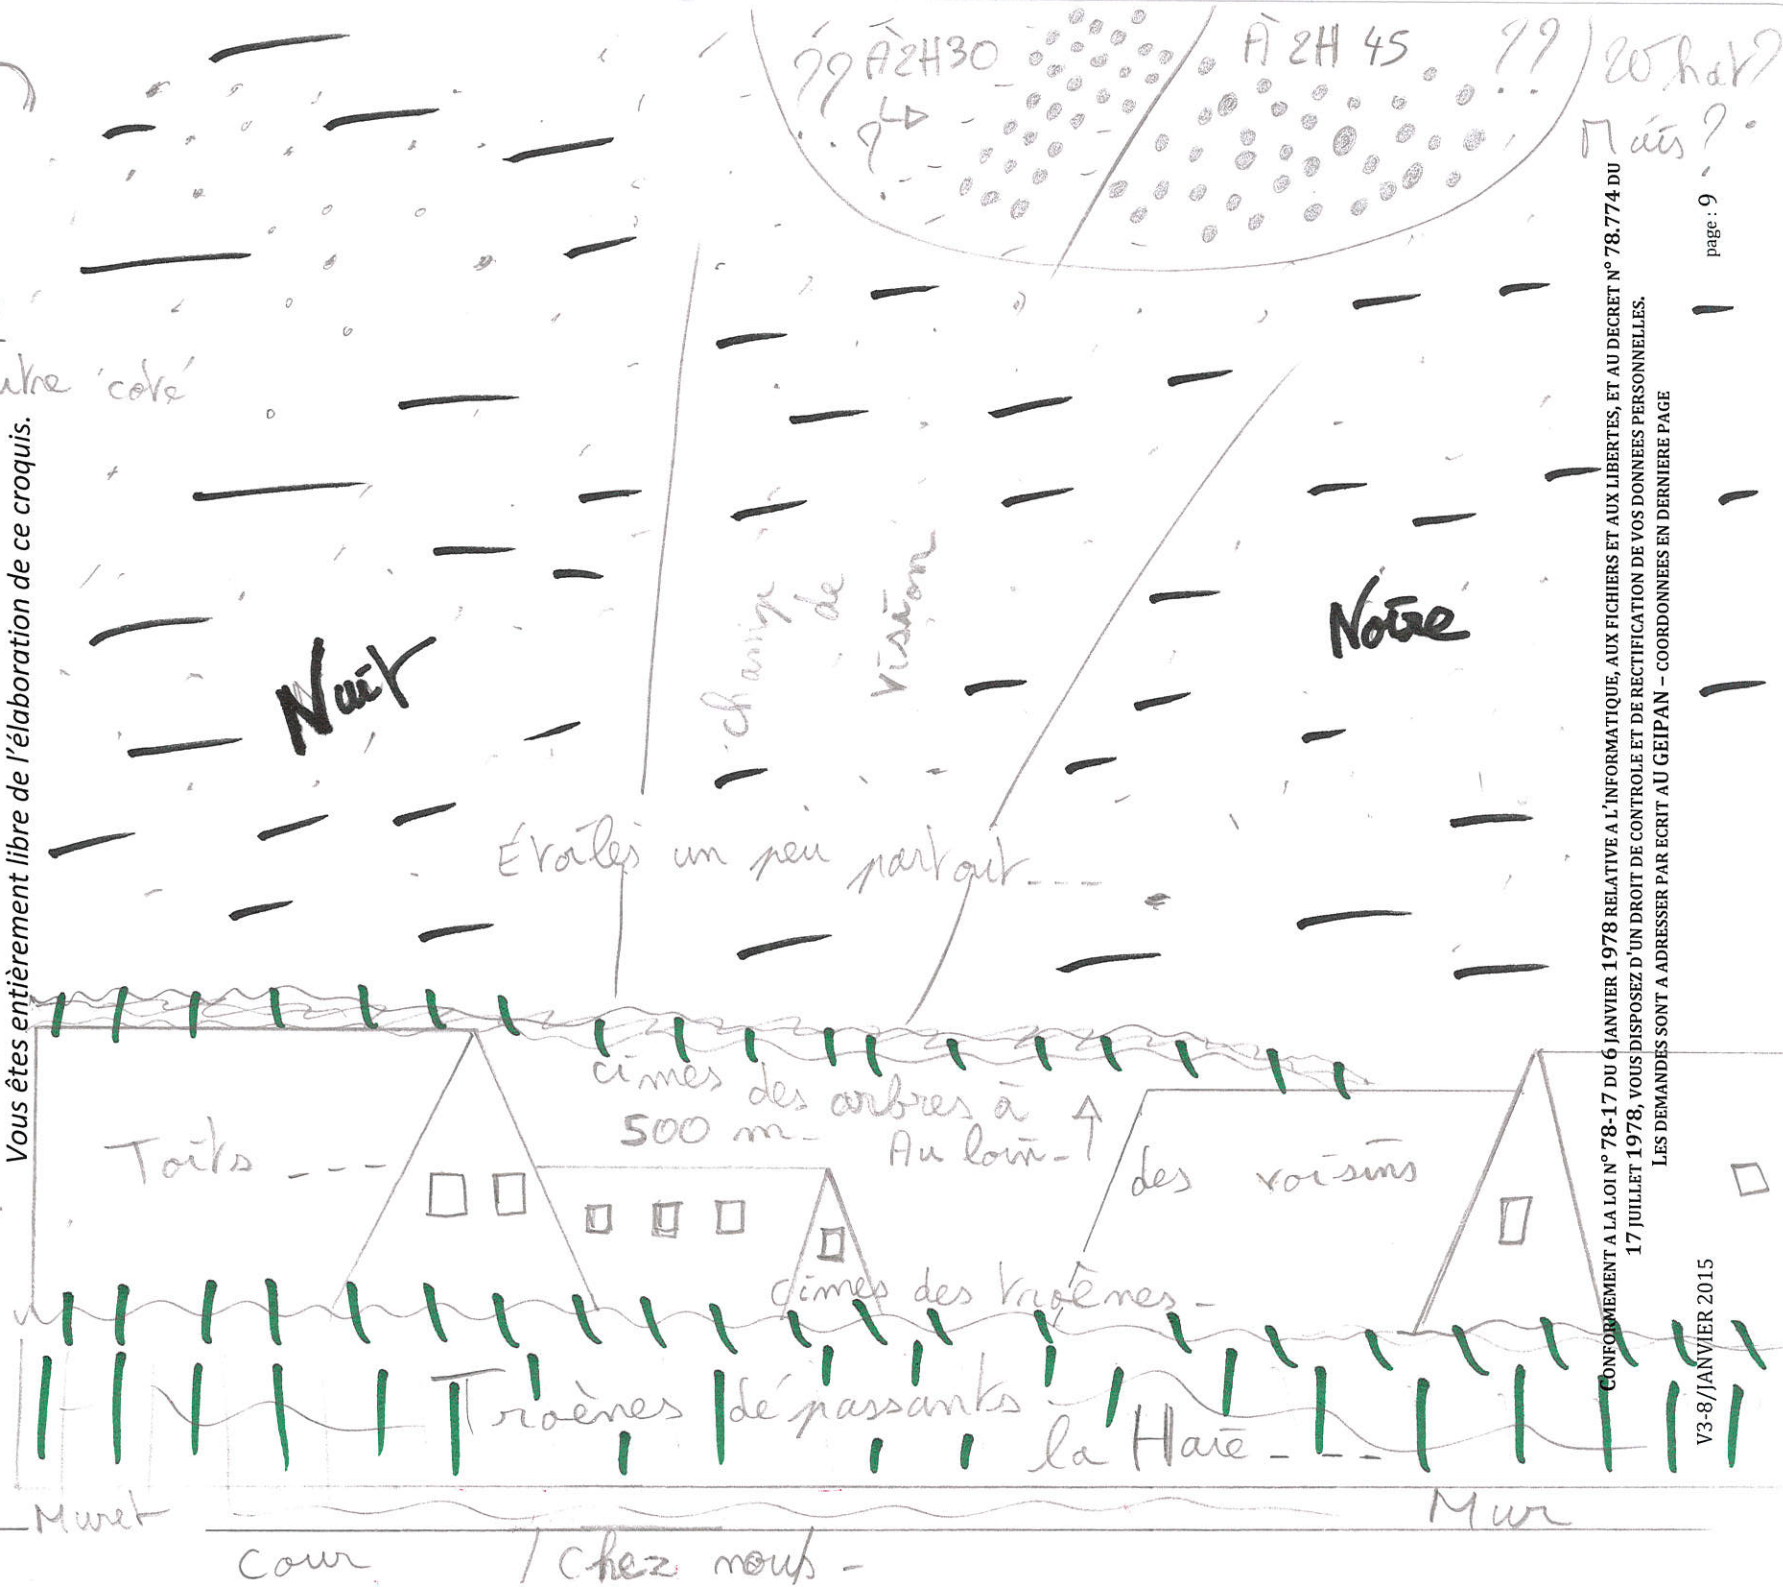 ?? À 2H30
?
À 2H 45 ??
What?
Mais?
côté
champ
de
vision
Nuit
Noire
Étoiles un peu partout----
cimes des arbres à
500 m-
Au loin-
Toits ---
des voisins
cimes des troènes-
Troènes dépassants
la Haie ----
Muret
Mur
Cour / Chez nous -
Vous êtes entièrement libre de l'élaboration de ce croquis.
CONFORMEMENT A LA LOI N° 78-17 DU 6 JANVIER 1978 RELATIVE A L'INFORMATIQUE, AUX FICHIERS ET AUX LIBERTES, ET AU DECRET N° 78.774 DU
17 JUILLET 1978, VOUS DISPOSEZ D'UN DROIT DE CONTROLE ET DE RECTIFICATION DE VOS DONNEES PERSONNELLES.
LES DEMANDES SONT A ADRESSER PAR ECRIT AU GEIPAN – COORDONNEES EN DERNIERE PAGE
V3-8/JANVIER 2015
page : 9